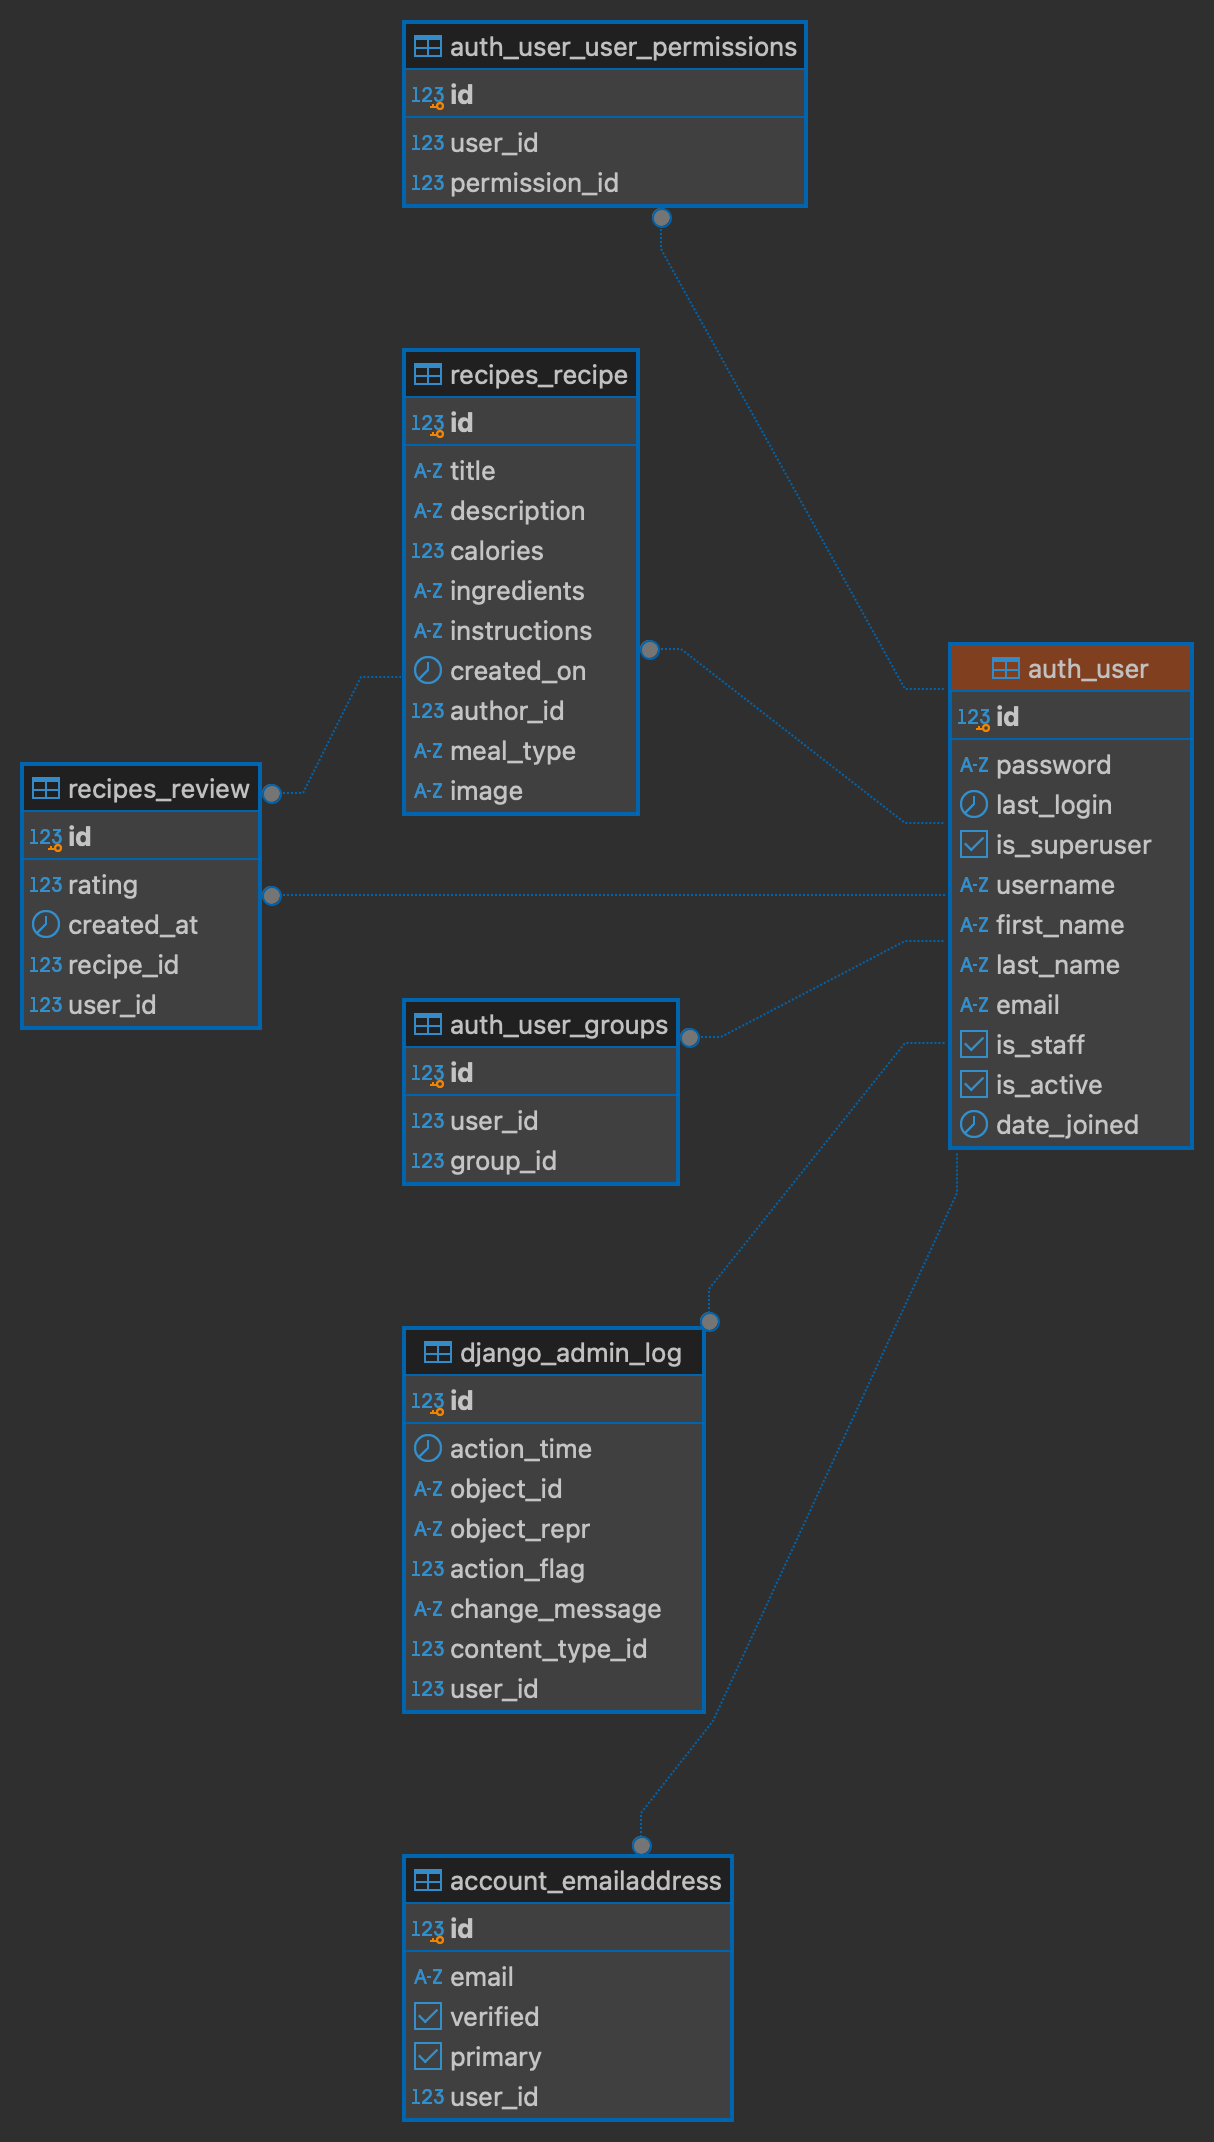 auth_user_user_permissions
123 id
123 user_id
123 permission_id
recipes_recipe
123 id
A-Z title
A-Z description
123 calories
A-Z ingredients
A-Z instructions
created_on
123 author_id
A-Z meal_type
A-Z image
auth_user
123 id
A-Z password
last_login
is_superuser
A-Z username
A-Z first_name
A-Z last_name
A-Z email
is_staff
is_active
date_joined
recipes_review
123 id
123 rating
created_at
123 recipe_id
123 user_id
auth_user_groups
123 id
123 user_id
123 group_id
django_admin_log
123 id
action_time
A-Z object_id
A-Z object_repr
123 action_flag
A-Z change_message
123 content_type_id
123 user_id
account_emailaddress
123 id
A-Z email
verified
primary
123 user_id